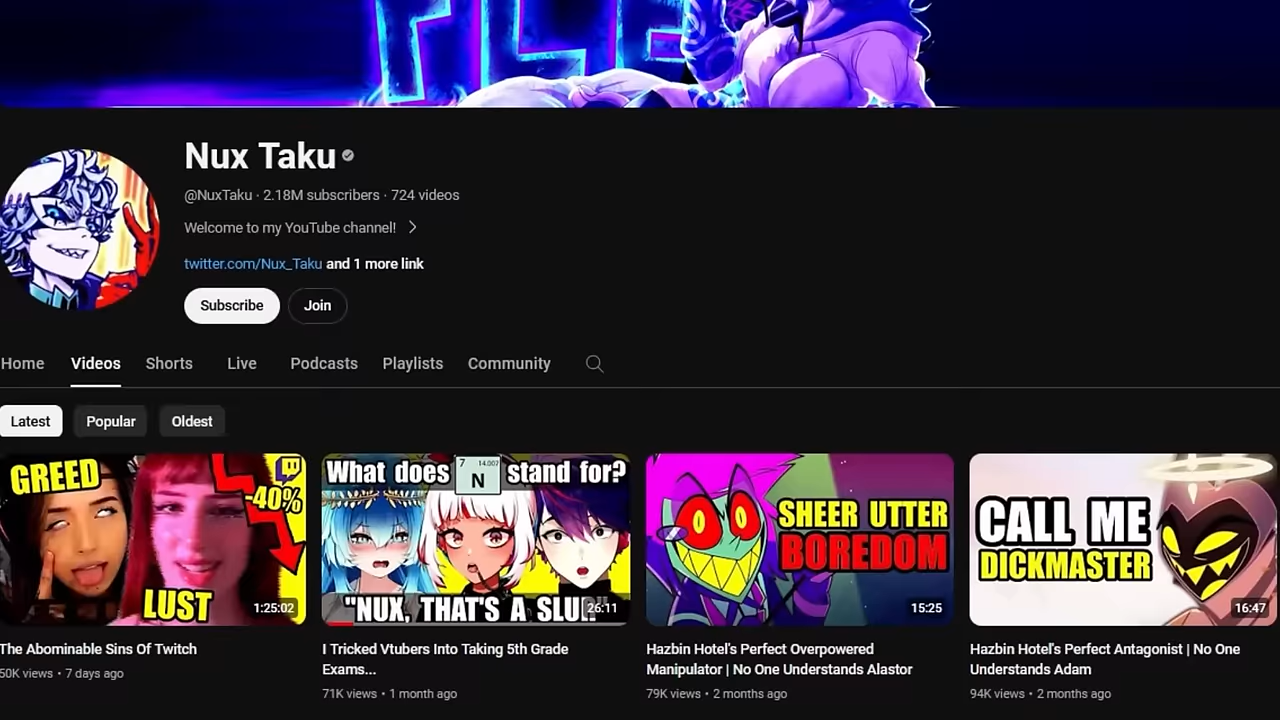 Nux Taku
@NuxTaku · 2.18M subscribers · 724 videos
Welcome to my YouTube channel!
twitter.com/Nux_Taku and 1 more link
Subscribe Join
Home Videos Shorts Live Podcasts Playlists Community
Latest Popular Oldest
GREED
-40%
LUST
1:25:02
What does 7 14.007 N stand for?
"NUX, THAT'S A
26:11
SHEER UTTER
BOREDOM
15:25
CALL ME
DICKMASTER
16:47
The Abominable Sins Of Twitch
50K views • 7 days ago
I Tricked Vtubers Into Taking 5th Grade
Exams...
71K views • 1 month ago
Hazbin Hotel's Perfect Overpowered
Manipulator | No One Understands Alastor
79K views • 2 months ago
Hazbin Hotel's Perfect Antagonist | No One
Understands Adam
94K views • 2 months ago